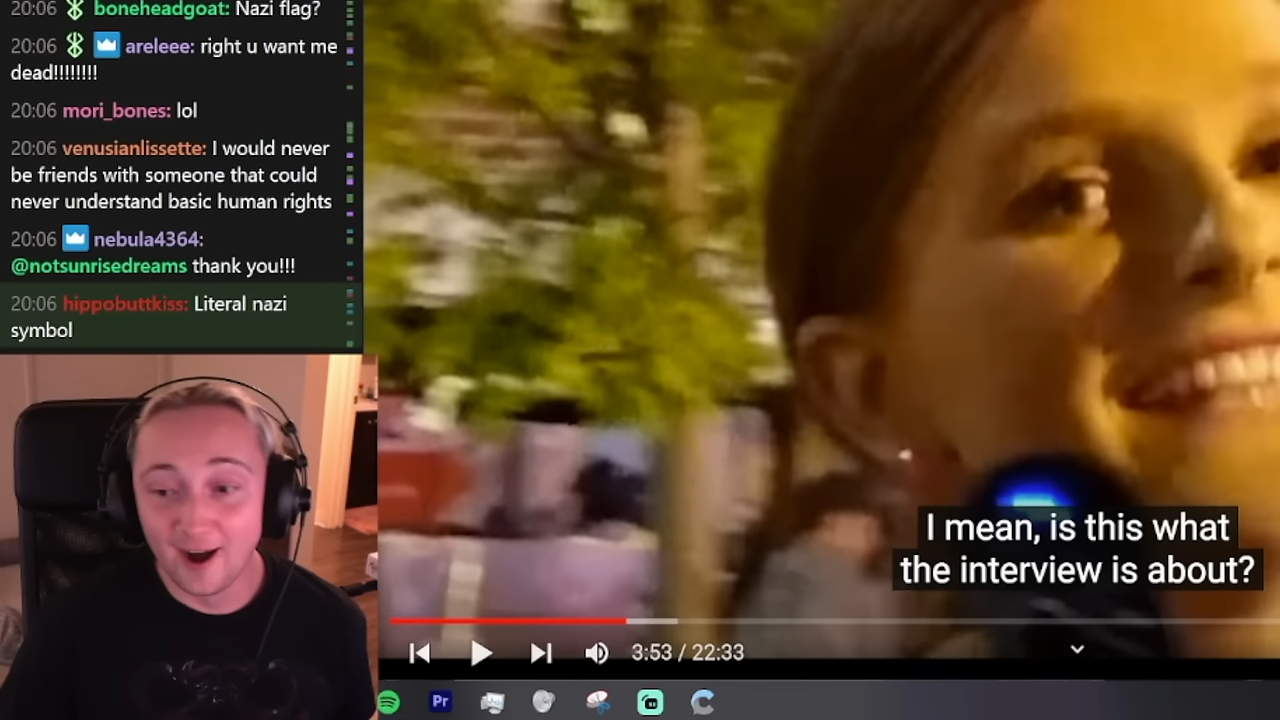 20:06 boneheadgoat: Nazi flag?
20:06 areleee: right u want me
dead!!!!!!!!
20:06 mori_bones: lol
20:06 venusianlissette: I would never
be friends with someone that could
never understand basic human rights
20:06 nebula4364:
@notsunrisedreams thank you!!!
20:06 hippobuttkiss: Literal nazi
symbol
I mean, is this what
the interview is about?
3:53 / 22:33
Pr